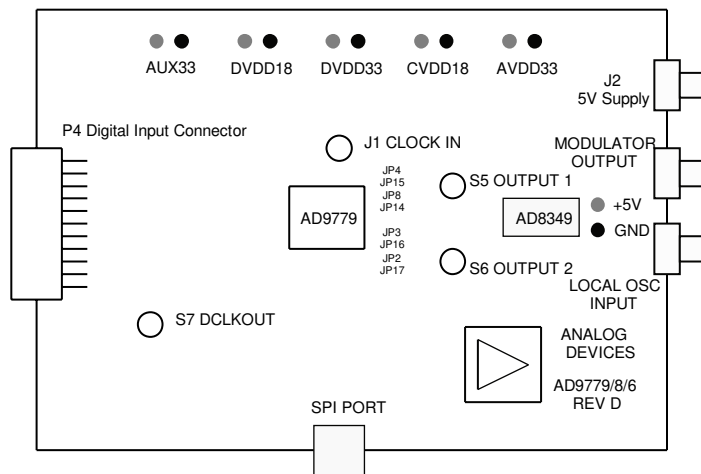 AUX33
DVDD18
DVDD33
CVDD18
AVDD33
J2
5V Supply
P4 Digital Input Connector
J1 CLOCK IN
MODULATOR
OUTPUT
JP4
JP15
JP8
JP14
S5 OUTPUT 1
AD9779
AD8349
+5V
GND
JP3
JP16
JP2
JP17
S6 OUTPUT 2
LOCAL OSC
INPUT
S7 DCLKOUT
ANALOG
DEVICES
AD9779/8/6
REV D
SPI PORT